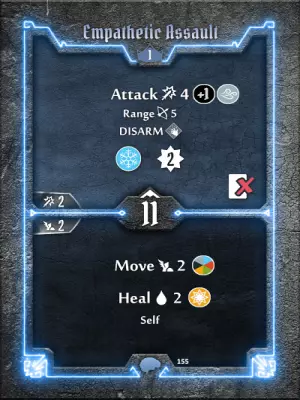 Empathetic Assault
1
Attack 4 +1
Range 5
DISARM
2
2
11
2
Move 2
Heal 2
Self
155